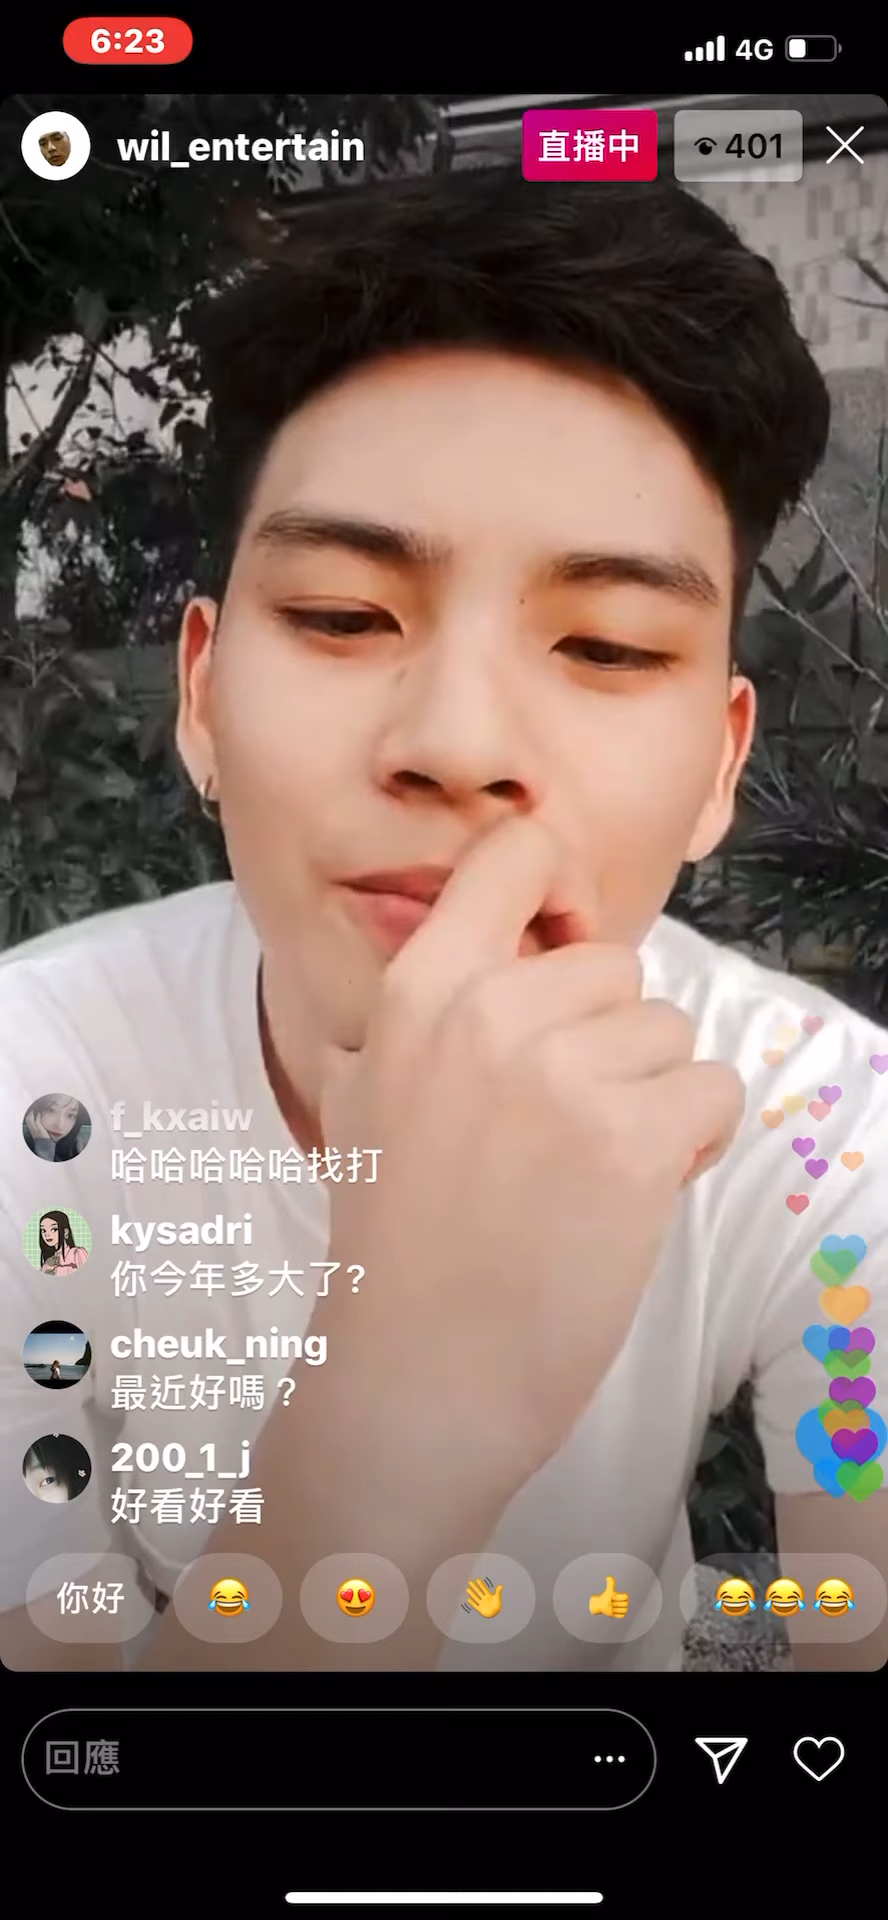 6:23
4G
wil_entertain
直播中
401
f_kxaiw
哈哈哈哈哈找打
kysadri
你今年多大了?
cheuk_ning
最近好嗎？
200_1_j
好看好看
你好
回應